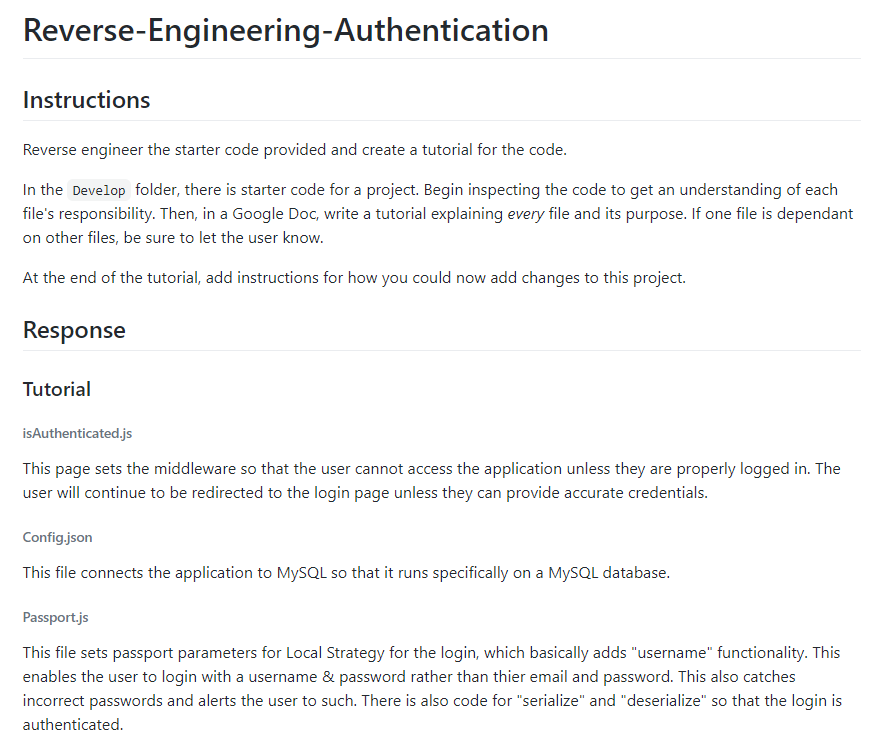 Reverse-Engineering-Authentication
Instructions
Reverse engineer the starter code provided and create a tutorial for the code.
In the Develop folder, there is starter code for a project. Begin inspecting the code to get an understanding of each
file's responsibility. Then, in a Google Doc, write a tutorial explaining every file and its purpose. If one file is dependant
on other files, be sure to let the user know.
At the end of the tutorial, add instructions for how you could now add changes to this project.
Response
Tutorial
isAuthenticated.js
This page sets the middleware so that the user cannot access the application unless they are properly logged in. The
user will continue to be redirected to the login page unless they can provide accurate credentials.
Config.json
This file connects the application to MySQL so that it runs specifically on a MySQL database.
Passport.js
This file sets passport parameters for Local Strategy for the login, which basically adds "username" functionality. This
enables the user to login with a username & password rather than thier email and password. This also catches
incorrect passwords and alerts the user to such. There is also code for "serialize" and "deserialize" so that the login is
authenticated.